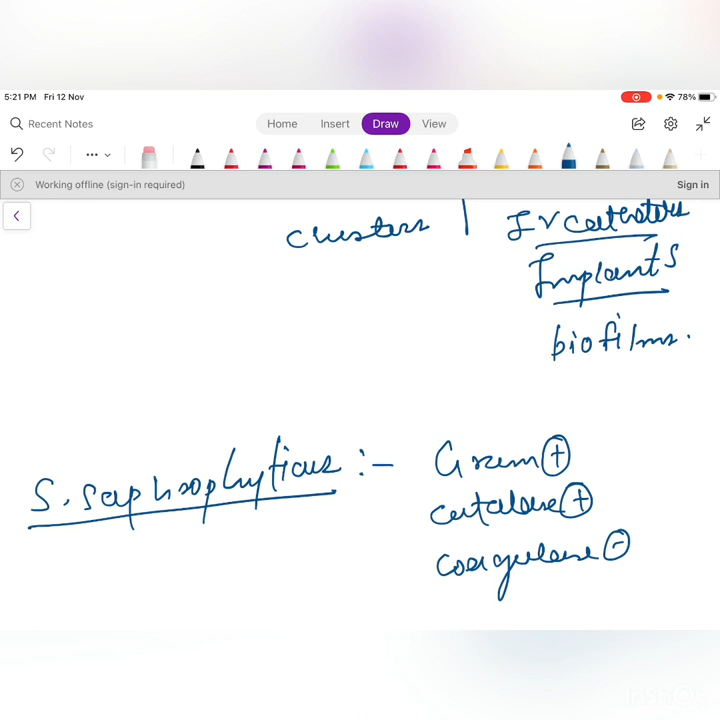 5:21 PM Fri 12 Nov
78%
Recent Notes
Home Insert Draw View
Working offline (sign-in required)
Sign in
clusters
IV catheters
Implants
biofilms.
S. saphrophyticus :-
Gram +
catalase +
coagulase -